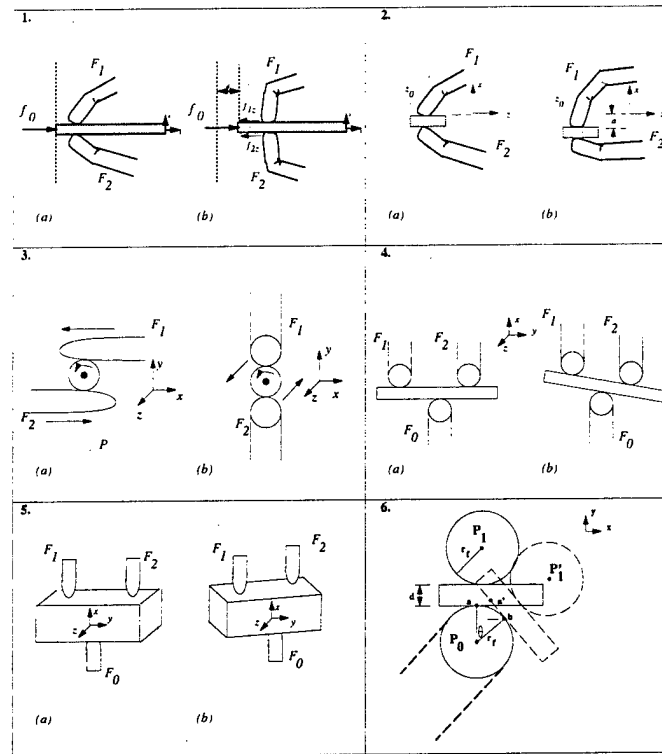 1.
F1
f0
F2
(a)
F1
f0
f1z
f2z
F2
(b)
2.
F1
z0
x
z
F2
(a)
F1
z0
x
F2
(b)
3.
F1
y
x
z
F2
P
(a)
F1
y
x
z
F2
(b)
4.
F1
F2
x
y
z
F0
(a)
F1
F2
F0
(b)
5.
F1
F2
x
y
z
F0
(a)
F1
F2
x
y
z
F0
(b)
6.
y
x
P1
rf
P'1
d
a
a'
b
P0
θ
rf